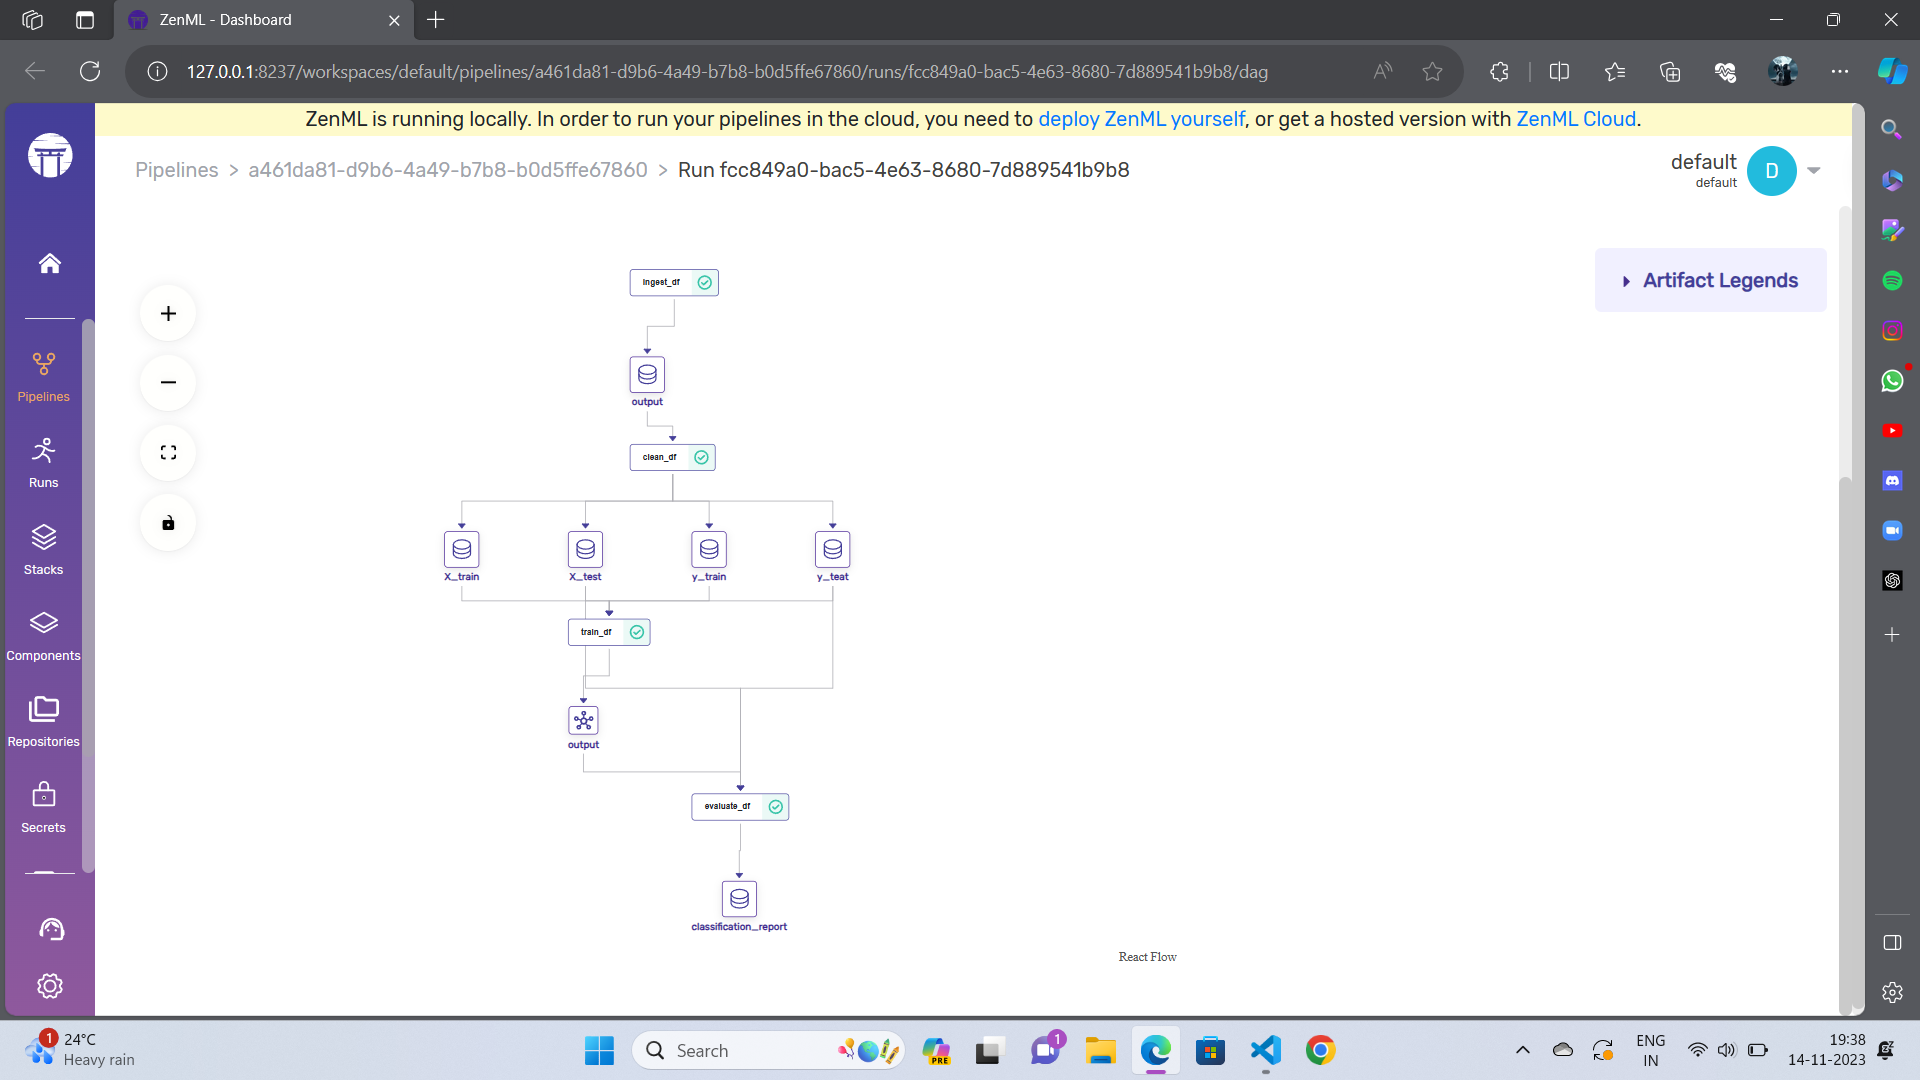 ZenML - Dashboard
127.0.0.1:8237/workspaces/default/pipelines/a461da81-d9b6-4a49-b7b8-b0d5ffe67860/runs/fcc849a0-bac5-4e63-8680-7d889541b9b8/dag
ZenML is running locally. In order to run your pipelines in the cloud, you need to deploy ZenML yourself, or get a hosted version with ZenML Cloud.
Pipelines > a461da81-d9b6-4a49-b7b8-b0d5ffe67860 > Run fcc849a0-bac5-4e63-8680-7d889541b9b8
default
default
D
Artifact Legends
Pipelines
Runs
Stacks
Components
Repositories
Secrets
ingest_df
output
clean_df
X_train
X_test
y_train
y_teat
train_df
output
evaluate_df
classification_report
React Flow
1
24°C
Heavy rain
Search
PRE
1
ENG
IN
19:38
14-11-2023